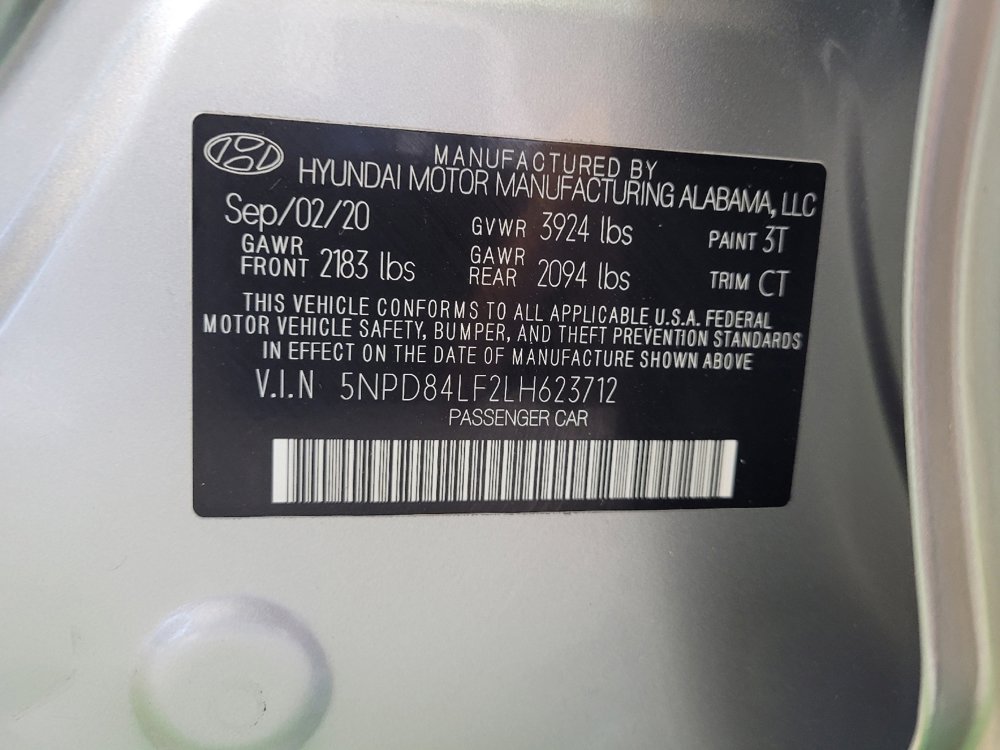 MANUFACTURED BY
HYUNDAI MOTOR MANUFACTURING ALABAMA, LLC
Sep/02/20 GVWR 3924 lbs PAINT 3T
GAWR FRONT 2183 lbs GAWR REAR 2094 lbs TRIM CT
THIS VEHICLE CONFORMS TO ALL APPLICABLE U.S.A. FEDERAL
MOTOR VEHICLE SAFETY, BUMPER, AND THEFT PREVENTION STANDARDS
IN EFFECT ON THE DATE OF MANUFACTURE SHOWN ABOVE
V.I.N 5NPD84LF2LH623712
PASSENGER CAR